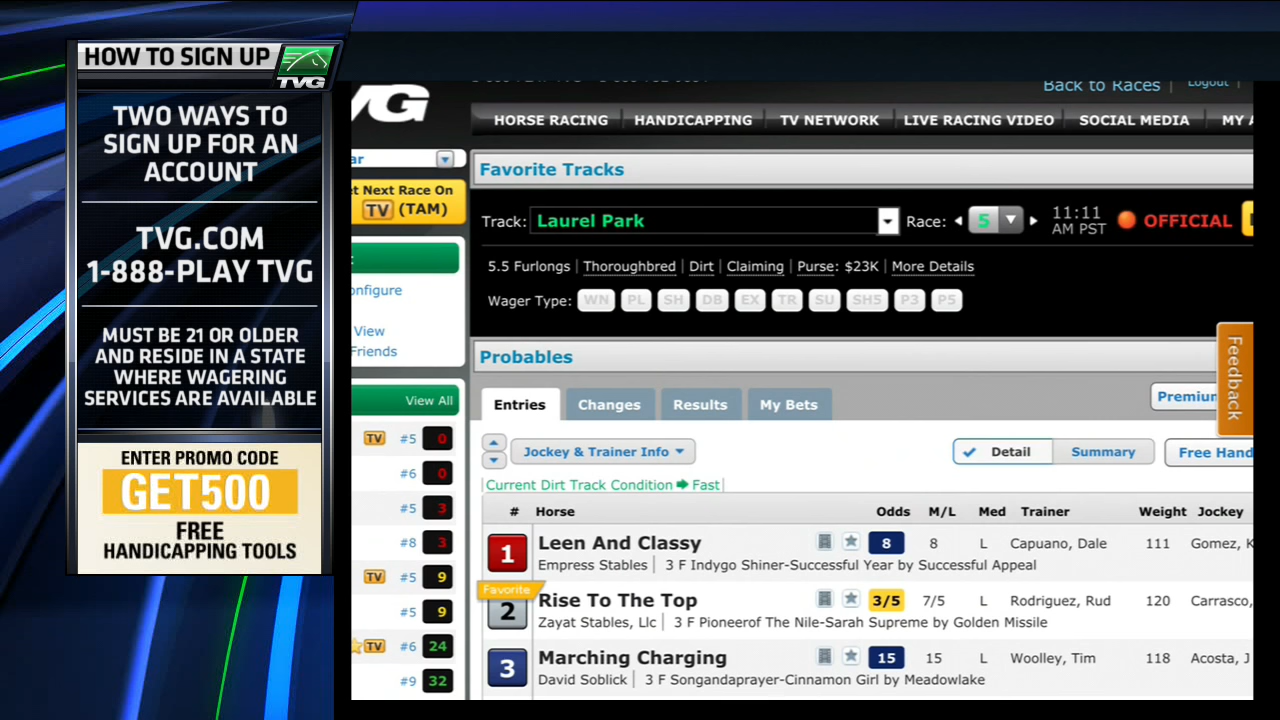 HOW TO SIGN UP
TVG
TWO WAYS TO
SIGN UP FOR AN
ACCOUNT
TVG.COM
1-888-PLAY TVG
MUST BE 21 OR OLDER
AND RESIDE IN A STATE
WHERE WAGERING
SERVICES ARE AVAILABLE
ENTER PROMO CODE
GET500
FREE
HANDICAPPING TOOLS
Back to Races | Logout |
VG
HORSE RACING | HANDICAPPING | TV NETWORK | LIVE RACING VIDEO | SOCIAL MEDIA | MY A
ar
t Next Race On
TV (TAM)
:
onfigure
View
Friends
View All
TV #5 0
#6 0
#5 3
#8 3
TV #5 9
#5 9
TV #6 24
#9 32
Favorite Tracks
Track: Laurel Park Race: 5 11:11 AM PST OFFICIAL
5.5 Furlongs | Thoroughbred | Dirt | Claiming | Purse: $23K | More Details
Wager Type: WN PL SH DB EX TR SU SH5 P3 P5
Probables
Feedback
Entries Changes Results My Bets Premium
Jockey & Trainer Info Detail Summary Free Hand
Current Dirt Track Condition Fast
# Horse Odds M/L Med Trainer Weight Jockey
1 Leen And Classy 8 8 L Capuano, Dale 111 Gomez, K
Empress Stables | 3 F Indygo Shiner-Successful Year by Successful Appeal
Favorite
2 Rise To The Top 3/5 7/5 L Rodriguez, Rud 120 Carrasco,
Zayat Stables, Llc | 3 F Pioneerof The Nile-Sarah Supreme by Golden Missile
3 Marching Charging 15 15 L Woolley, Tim 118 Acosta, J
David Soblick | 3 F Songandaprayer-Cinnamon Girl by Meadowlake